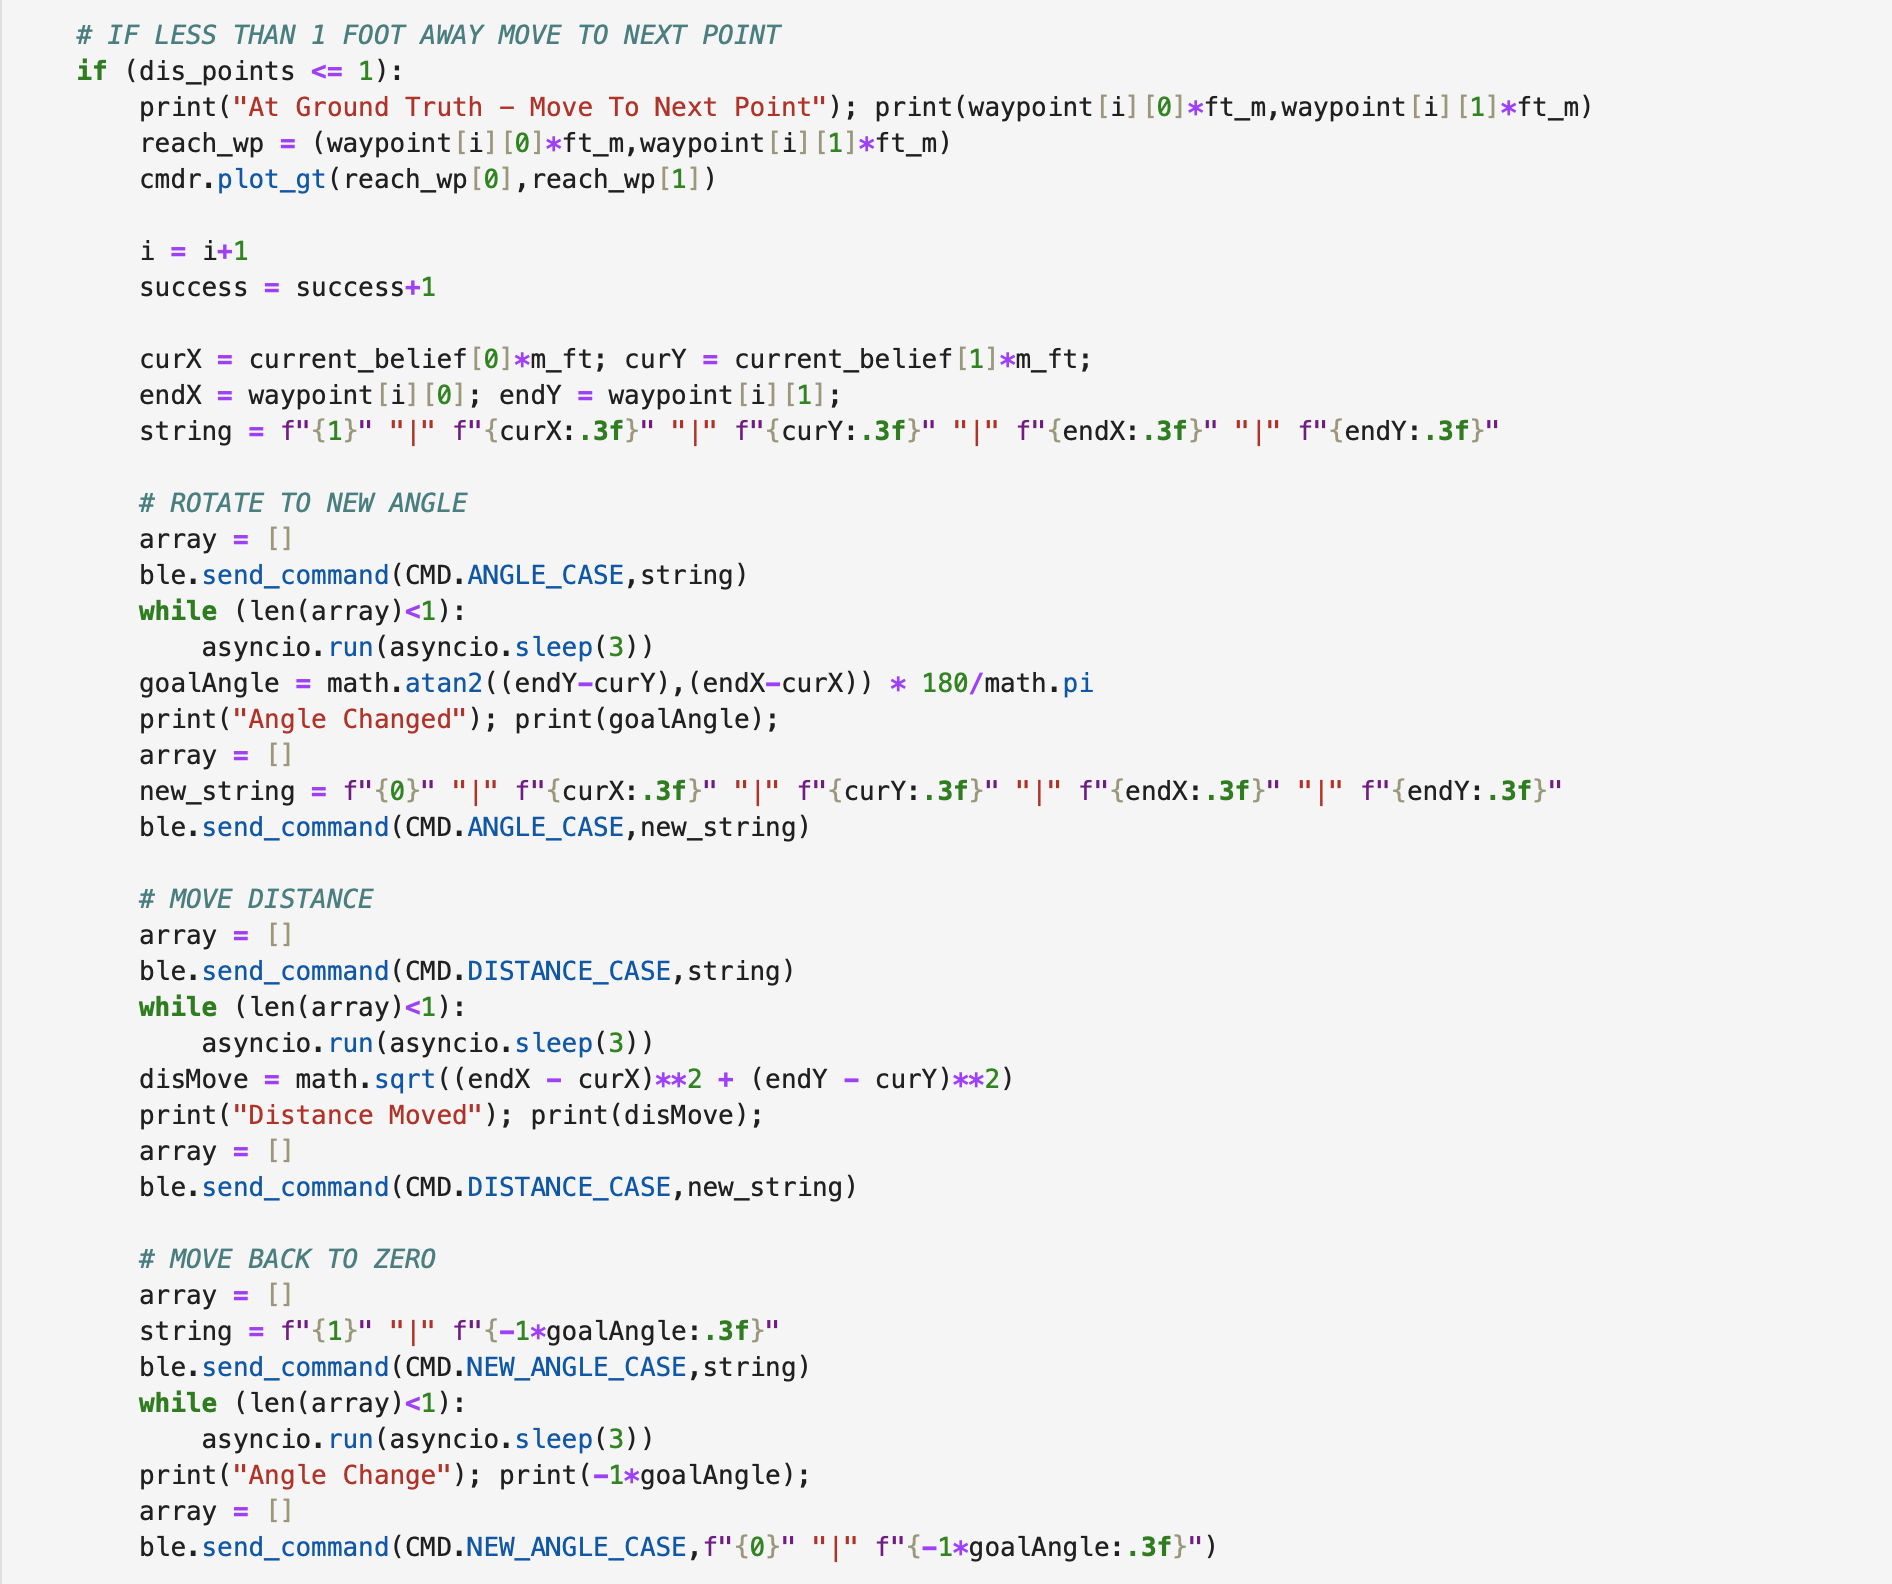 # IF LESS THAN 1 FOOT AWAY MOVE TO NEXT POINT
if (dis_points <= 1):
    print("At Ground Truth – Move To Next Point"); print(waypoint[i][0]*ft_m,waypoint[i][1]*ft_m)
    reach_wp = (waypoint[i][0]*ft_m,waypoint[i][1]*ft_m)
    cmdr.plot_gt(reach_wp[0],reach_wp[1])

    i = i+1
    success = success+1

    curX = current_belief[0]*m_ft; curY = current_belief[1]*m_ft;
    endX = waypoint[i][0]; endY = waypoint[i][1];
    string = f"{1}" "|" f"{curX:.3f}" "|" f"{curY:.3f}" "|" f"{endX:.3f}" "|" f"{endY:.3f}"

    # ROTATE TO NEW ANGLE
    array = []
    ble.send_command(CMD.ANGLE_CASE,string)
    while (len(array)<1):
        asyncio.run(asyncio.sleep(3))
    goalAngle = math.atan2((endY-curY),(endX-curX)) * 180/math.pi
    print("Angle Changed"); print(goalAngle);
    array = []
    new_string = f"{0}" "|" f"{curX:.3f}" "|" f"{curY:.3f}" "|" f"{endX:.3f}" "|" f"{endY:.3f}"
    ble.send_command(CMD.ANGLE_CASE,new_string)

    # MOVE DISTANCE
    array = []
    ble.send_command(CMD.DISTANCE_CASE,string)
    while (len(array)<1):
        asyncio.run(asyncio.sleep(3))
    disMove = math.sqrt((endX - curX)**2 + (endY - curY)**2)
    print("Distance Moved"); print(disMove);
    array = []
    ble.send_command(CMD.DISTANCE_CASE,new_string)

    # MOVE BACK TO ZERO
    array = []
    string = f"{1}" "|" f"{-1*goalAngle:.3f}"
    ble.send_command(CMD.NEW_ANGLE_CASE,string)
    while (len(array)<1):
        asyncio.run(asyncio.sleep(3))
    print("Angle Change"); print(-1*goalAngle);
    array = []
    ble.send_command(CMD.NEW_ANGLE_CASE,f"{0}" "|" f"{-1*goalAngle:.3f}")